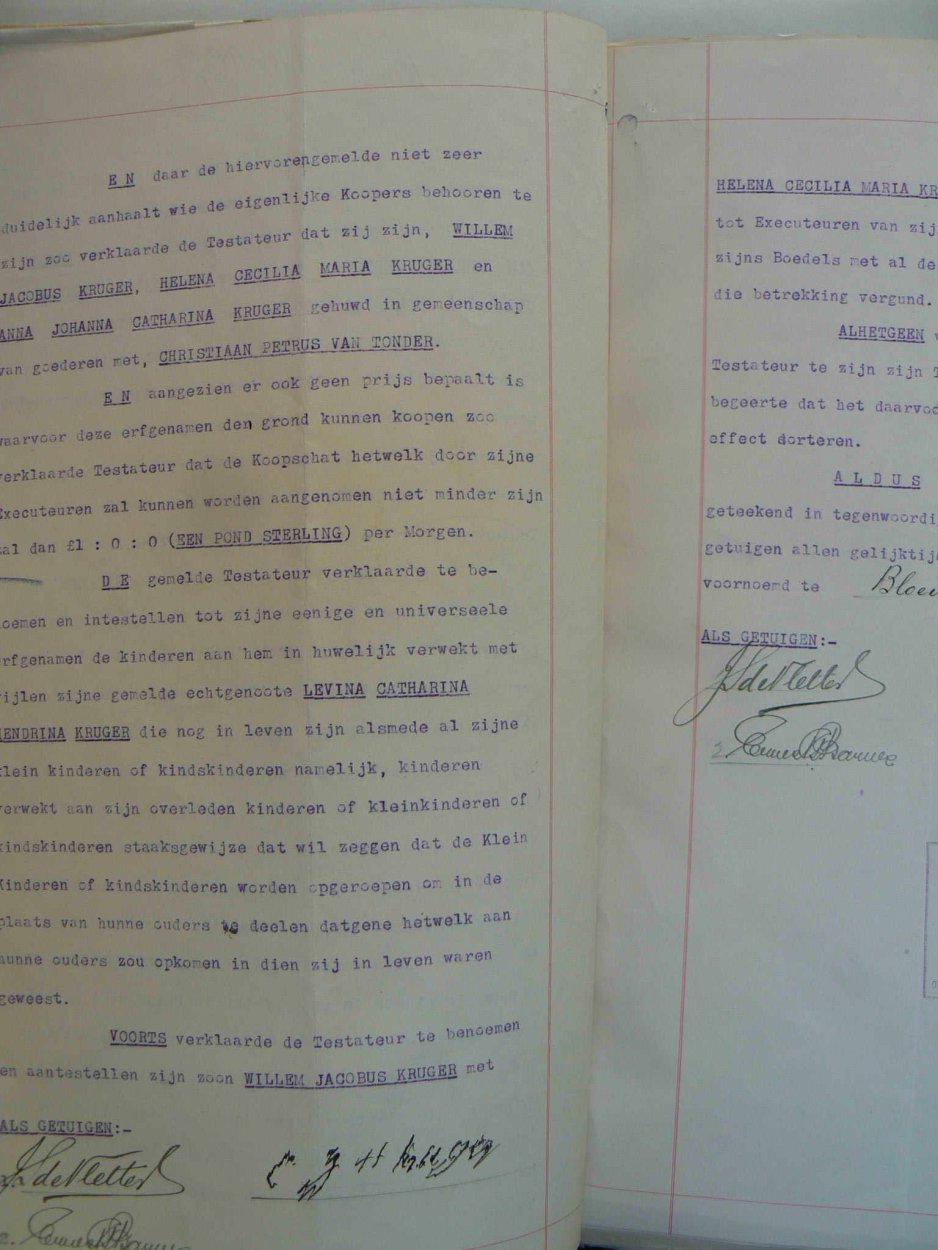 E N daar de hiervorengemelde niet zeer
duidelijk aanhaalt wie de eigenlijke Koopers behooren te
zijn zoo verklaarde de Testateur dat zij zijn, WILLEM
JACOBUS KRUGER, HELENA CECILIA MARIA KRUGER en
ANNA JOHANNA CATHARINA KRUGER gehuwd in gemeenschap
van goederen met, CHRISTIAAN PETRUS VAN TONDER.
E N aangezien er ook geen prijs bepaalt is
waarvoor deze erfgenamen den grond kunnen koopen zoo
verklaarde Testateur dat de Koopschat hetwelk door zijne
Executeuren zal kunnen worden aangenomen niet minder zijn
zal dan £1 : 0 : 0 (EEN POND STERLING) per Morgen.
D E gemelde Testateur verklaarde te be-
noemen en intestellen tot zijne eenige en universeele
erfgenamen de kinderen aan hem in huwelijk verwekt met
wijlen zijne gemelde echtgenoote LEVINA CATHARINA
HENDRINA KRUGER die nog in leven zijn alsmede al zijne
klein kinderen of kindskinderen namelijk, kinderen
verwekt aan zijn overleden kinderen of kleinkinderen of
kindskinderen staaksgewijze dat wil zeggen dat de Klein
Kinderen of kindskinderen worden opgeroepen om in de
plaats van hunne ouders te deelen datgene hetwelk aan
hunne ouders zou opkomen in dien zij in leven waren
geweest.
VOORTS verklaarde de Testateur te benoemen
en aantestellen zijn zoon WILLEM JACOBUS KRUGER met
ALS GETUIGEN:-
HELENA CECILIA MARIA KR
tot Executeuren van zij
zijns Boedels met al de
die betrekking vergund.
ALHETGEEN
Testateur te zijn zijn T
begeerte dat het daarvoo
effect sorteren.
A L D U S
geteekend in tegenwoordi
getuigen allen gelijktij
voornoemd te Bloe
ALS GETUIGEN:-
2.